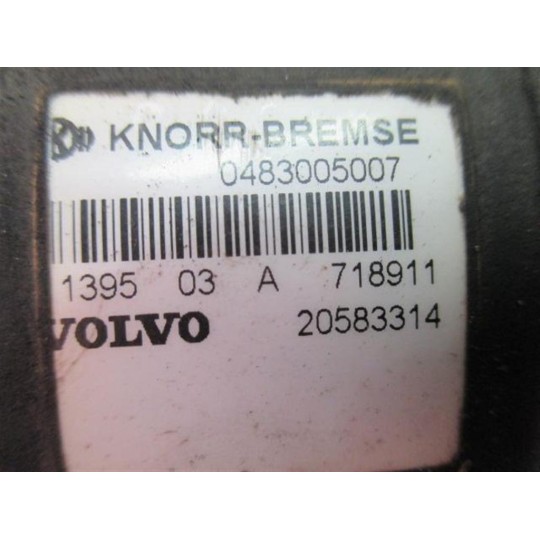 KNORR-BREMSE
0483005007
1395 03 A 718911
VOLVO 20583314